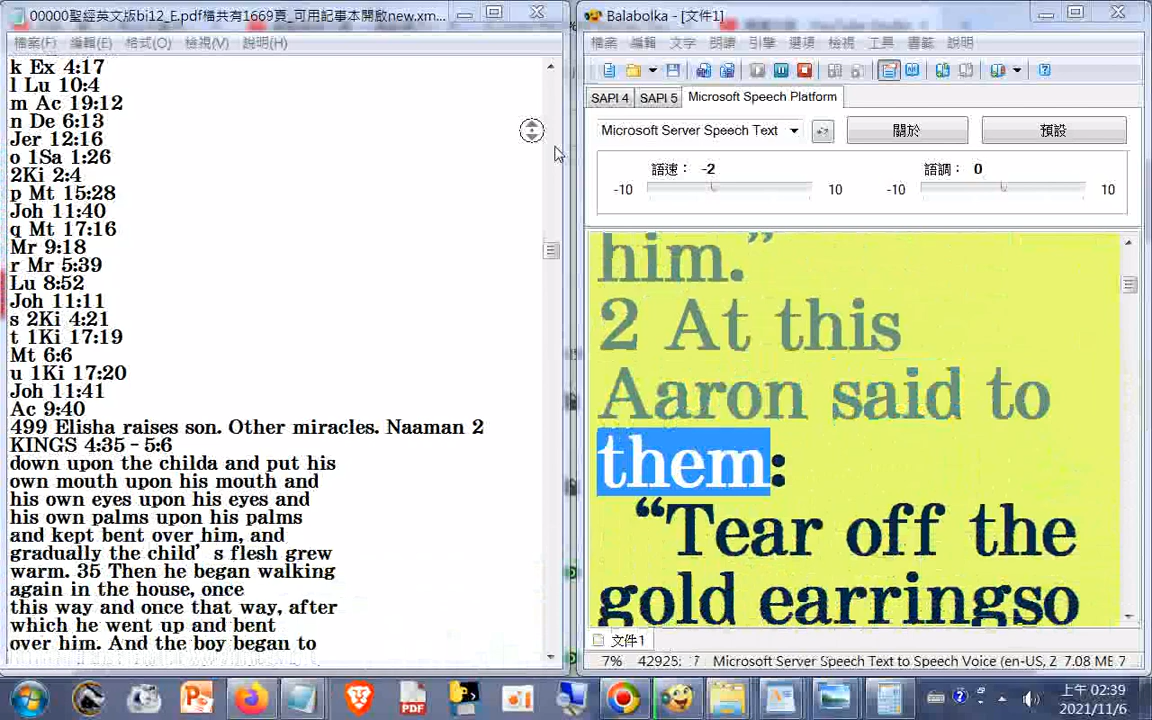 00000聖經英文版bi12_E.pdf檔共有1669頁_可用記事本開啟new.xm...
檔案(F) 編輯(E) 格式(O) 檢視(V) 說明(H)
k Ex 4:17
l Lu 10:4
m Ac 19:12
n De 6:13
Jer 12:16
o 1Sa 1:26
2Ki 2:4
p Mt 15:28
Joh 11:40
q Mt 17:16
Mr 9:18
r Mr 5:39
Lu 8:52
Joh 11:11
s 2Ki 4:21
t 1Ki 17:19
Mt 6:6
u 1Ki 17:20
Joh 11:41
Ac 9:40
499 Elisha raises son. Other miracles. Naaman 2
KINGS 4:35 – 5:6
down upon the childa and put his
own mouth upon his mouth and
his own eyes upon his eyes and
his own palms upon his palms
and kept bent over him, and
gradually the child’s flesh grew
warm. 35 Then he began walking
again in the house, once
this way and once that way, after
which he went up and bent
over him. And the boy began to
Balabolka - [文件1]
檔案 編輯 文字 朗讀 引擎 選項 檢視 工具 書籤 說明
SAPI 4 SAPI 5 Microsoft Speech Platform
Microsoft Server Speech Text 關於 預設
語速： -2 語調： 0
-10 10 -10 10
him.”
2 At this
Aaron said to
them:
“Tear off the
gold earringso
文件1
7% 42925: ? Microsoft Server Speech Text to Speech Voice (en-US, 2 7.08 ME 7
上午 02:39
2021/11/6